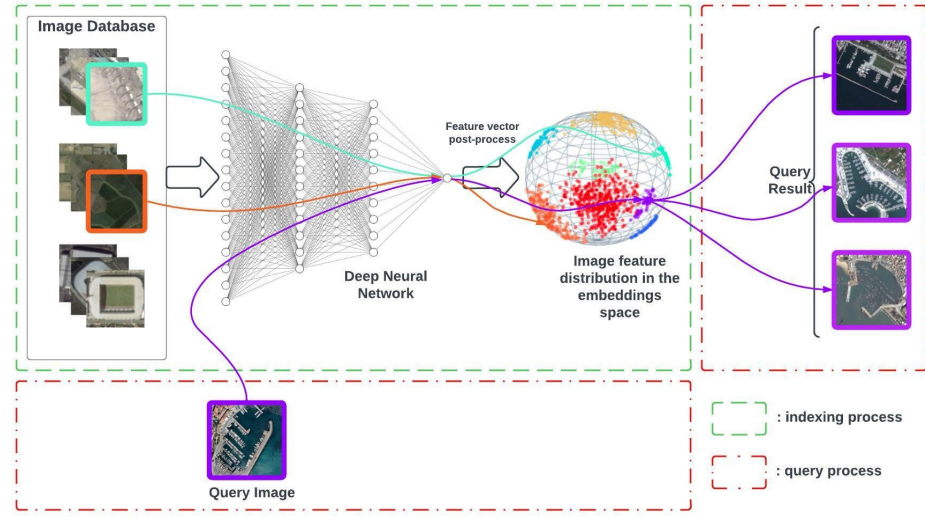 Image Database
Feature vector
post-process
Deep Neural
Network
Image feature
distribution in the
embeddings
space
Query
Result
Query Image
: indexing process
: query process